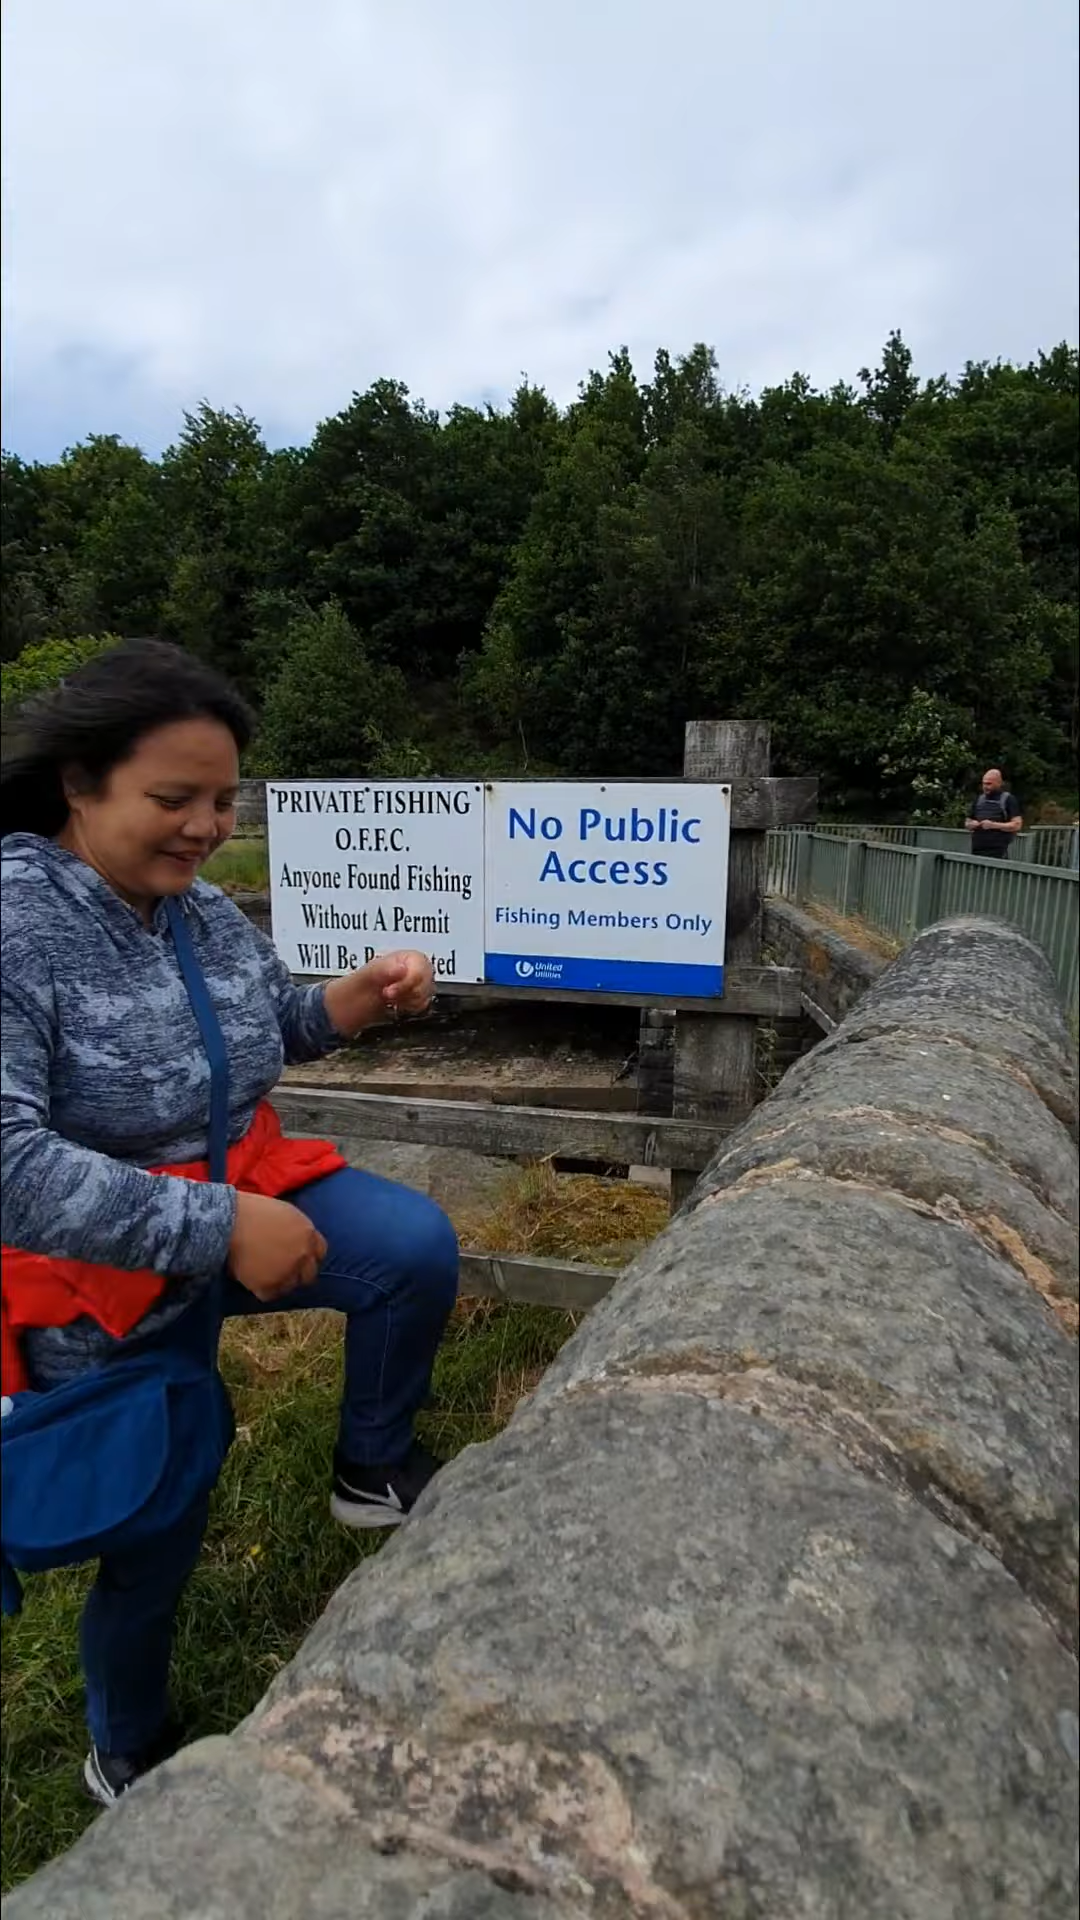 PRIVATE FISHING
O.F.F.C.
Anyone Found Fishing
Without A Permit
Will Be
No Public
Access
Fishing Members Only
United
Utilities